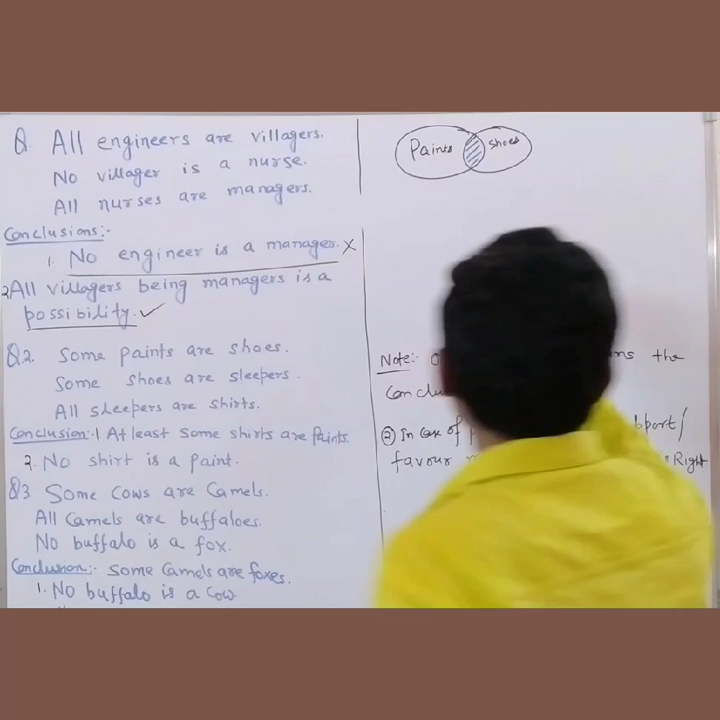 Q. All engineers are villagers.
No villager is a nurse.
All nurses are managers.
Conclusions:-
1. No engineer is a manager. X
2. All villagers being managers is a
possibility. ✓
Q2. Some paints are shoes.
Some shoes are sleepers.
All sleepers are shirts.
Conclusion:- 1 At least some shirts are paints.
2. No shirt is a paint.
Q3 Some cows are camels.
All camels are buffaloes.
No buffalo is a fox.
Conclusion:- Some camels are foxes.
1. No buffalo is a cow.
Paints shoes
Note:- the
② In case of
favour Right